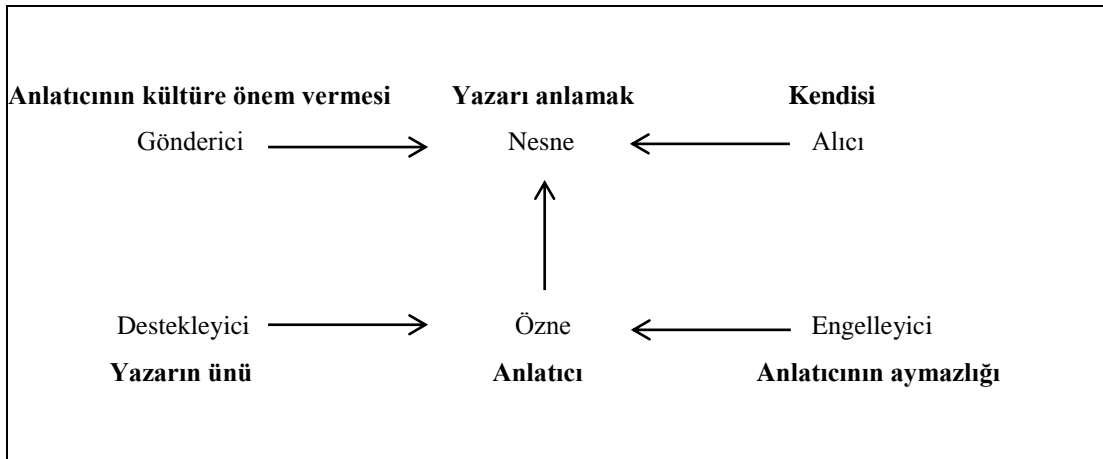 Anlatıcının kültüre önem vermesi Yazarı anlamak Kendisi
Gönderici Nesne Alıcı
Destekleyici Özne Engelleyici
Yazarın ünü Anlatıcı Anlatıcının aymazlığı